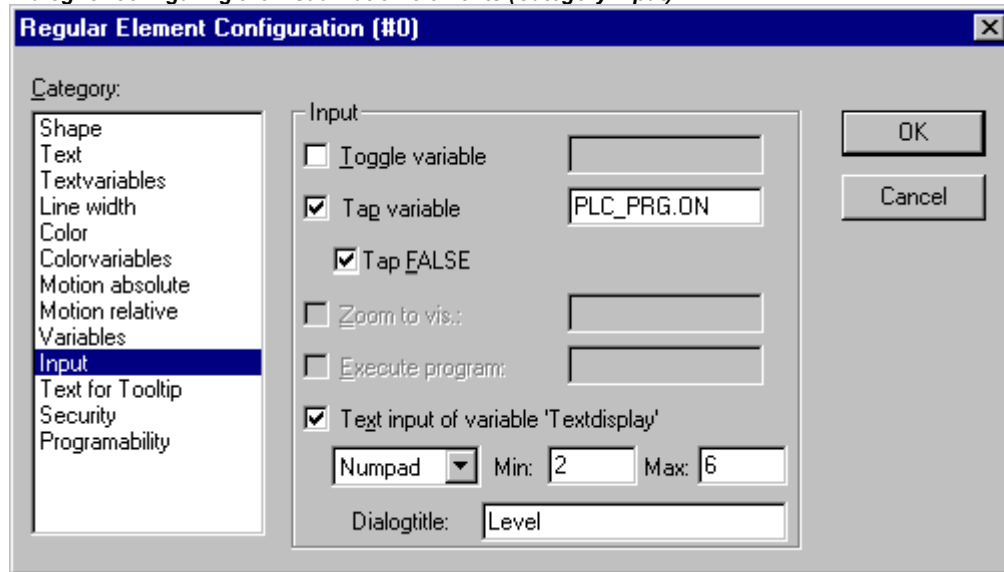 Regular Element Configuration (#0)
Category:
Shape
Text
Textvariables
Line width
Color
Colorvariables
Motion absolute
Motion relative
Variables
Input
Text for Tooltip
Security
Programability
Input
Toggle variable
Tap variable PLC_PRG.ON
Tap FALSE
Zoom to vis.:
Execute program:
Text input of variable 'Textdisplay'
Numpad Min: 2 Max: 6
Dialogtitle: Level
OK
Cancel